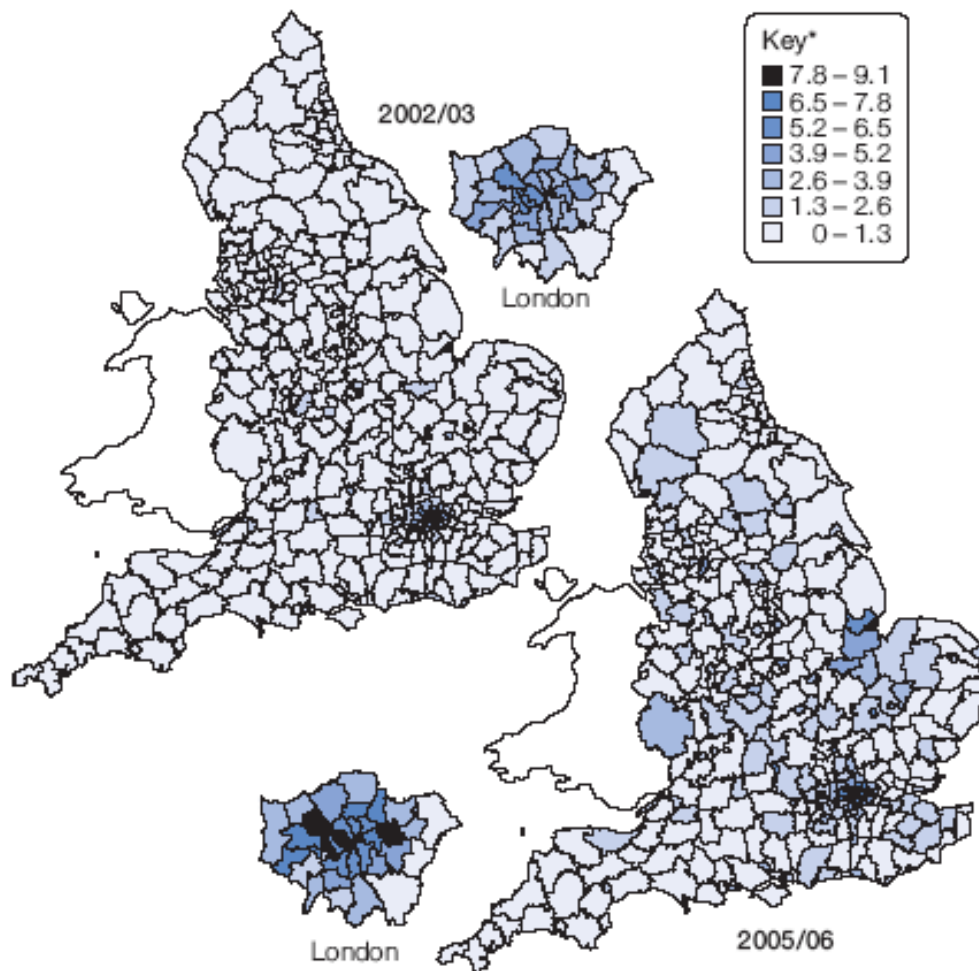 Key*
7.8 – 9.1
6.5 – 7.8
5.2 – 6.5
3.9 – 5.2
2.6 – 3.9
1.3 – 2.6
0 – 1.3
2002/03
London
London
2005/06